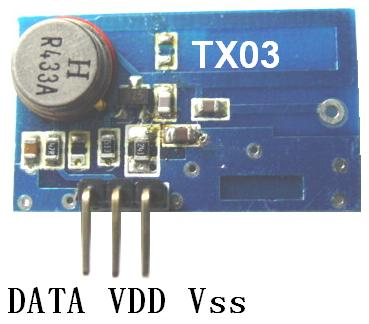 TX03
H
R433A
DATA VDD Vss